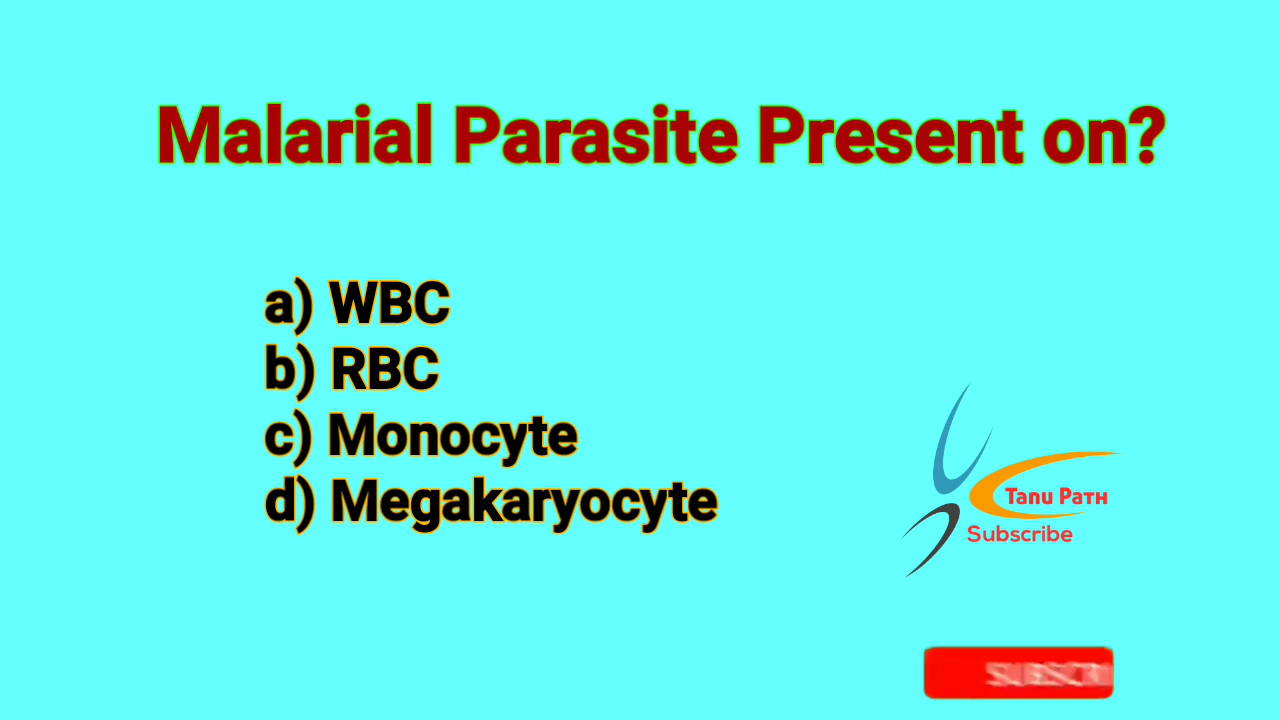 Malarial Parasite Present on?
a) WBC
b) RBC
c) Monocyte
d) Megakaryocyte
Tanu Path
Subscribe